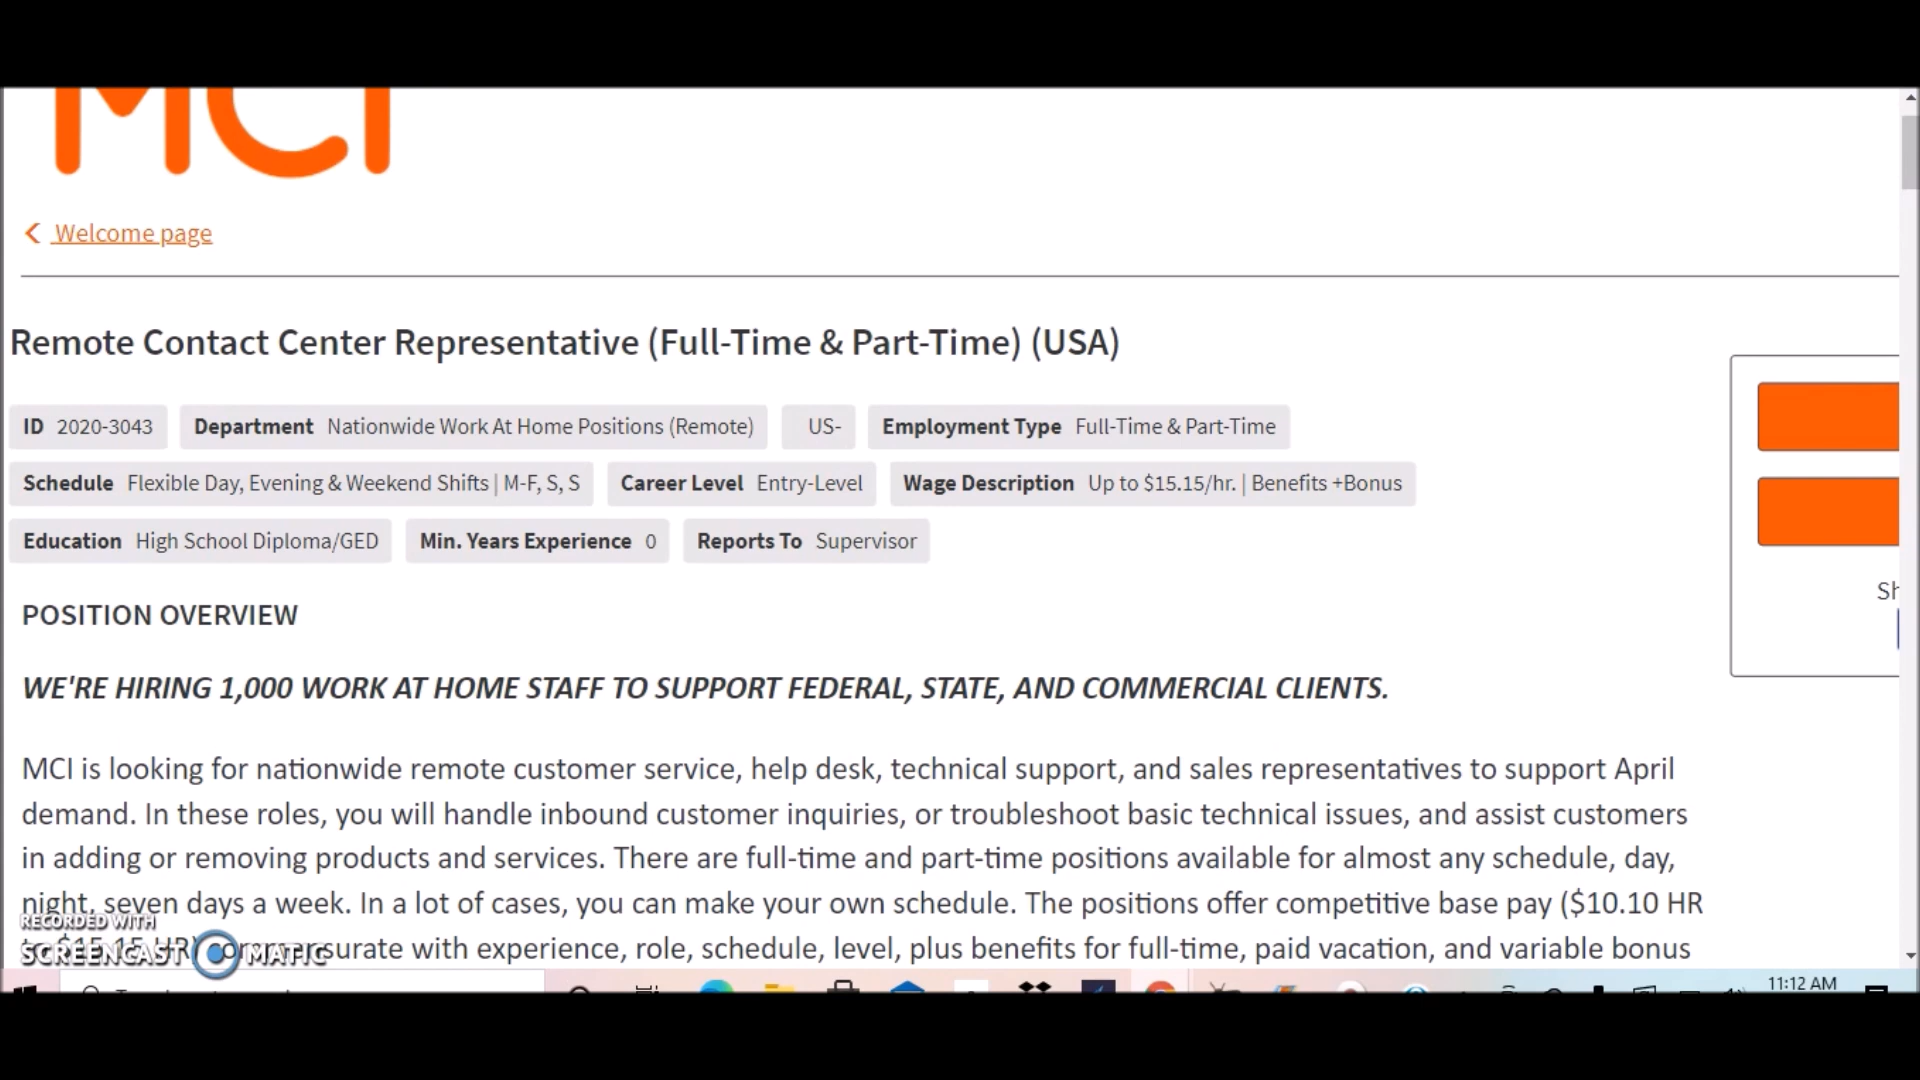 MCI
Welcome page
Remote Contact Center Representative (Full-Time & Part-Time) (USA)
ID 2020-3043 Department Nationwide Work At Home Positions (Remote) US- Employment Type Full-Time & Part-Time
Schedule Flexible Day, Evening & Weekend Shifts | M-F, S, S Career Level Entry-Level Wage Description Up to $15.15/hr. | Benefits +Bonus
Education High School Diploma/GED Min. Years Experience 0 Reports To Supervisor
Sh
POSITION OVERVIEW
WE'RE HIRING 1,000 WORK AT HOME STAFF TO SUPPORT FEDERAL, STATE, AND COMMERCIAL CLIENTS.
MCI is looking for nationwide remote customer service, help desk, technical support, and sales representatives to support April
demand. In these roles, you will handle inbound customer inquiries, or troubleshoot basic technical issues, and assist customers
in adding or removing products and services. There are full-time and part-time positions available for almost any schedule, day,
night, seven days a week. In a lot of cases, you can make your own schedule. The positions offer competitive base pay ($10.10 HR
to $15.15 HR) commensurate with experience, role, schedule, level, plus benefits for full-time, paid vacation, and variable bonus
RECORDED WITH
SCREENCAST MATIC
11:12 AM